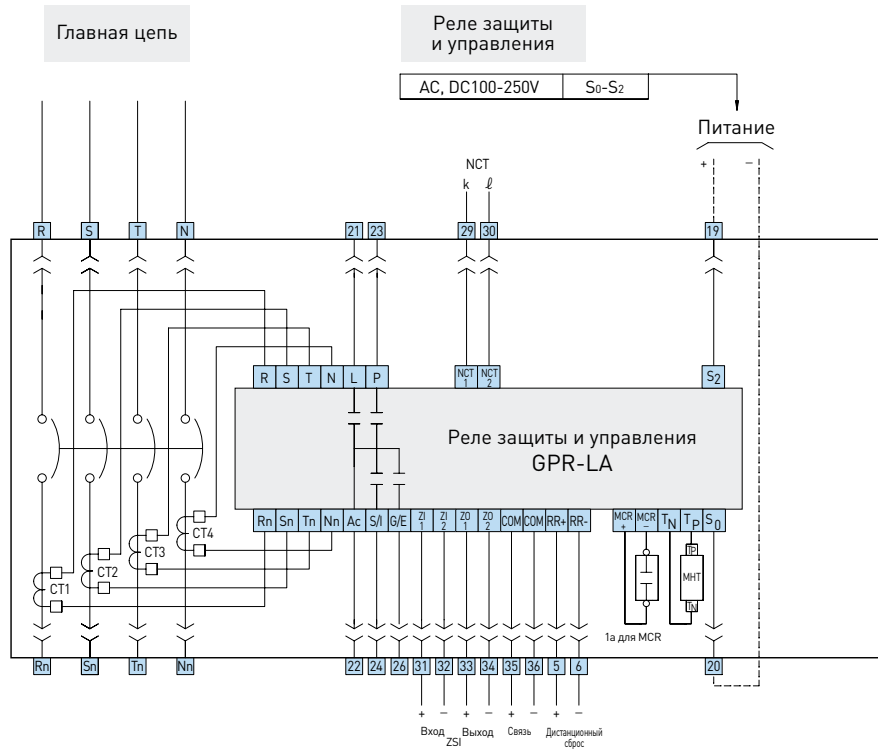 Главная цепь
Реле защиты
и управления
AC, DC100-250V S0-S2
Питание
+ −
NCT
k ℓ
R S T N 21 23 29 30 19
R S T N L P NCT 1 NCT 2 S2
Реле защиты и управления
GPR-LA
Rn Sn Tn Nn Ac S/I G/E ZI 1 ZI 2 ZO 1 ZO 2 COM COM RR+ RR- MCR + MCR − TN TP S0
CT1 CT2 CT3 CT4
TP
МНТ
TN
1a для MCR
Rn Sn Tn Nn 22 24 26 31 32 33 34 35 36 5 6 20
+ − + − + − + −
Вход ZSI Выход Связь Дистанционный
сброс